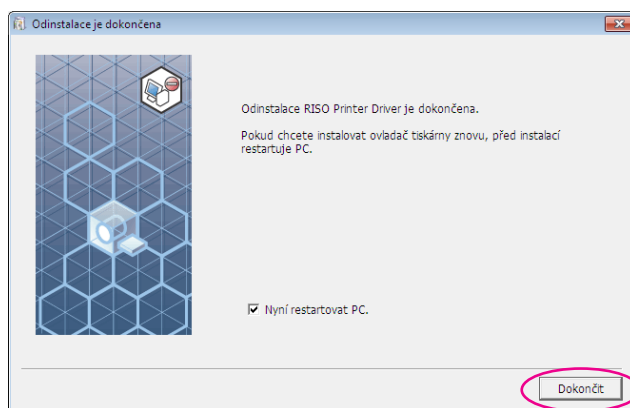 Odinstalace je dokončena
Odinstalace RISO Printer Driver je dokončena.
Pokud chcete instalovat ovladač tiskárny znovu, před instalací
restartuje PC.
Nyní restartovat PC.
Dokončit